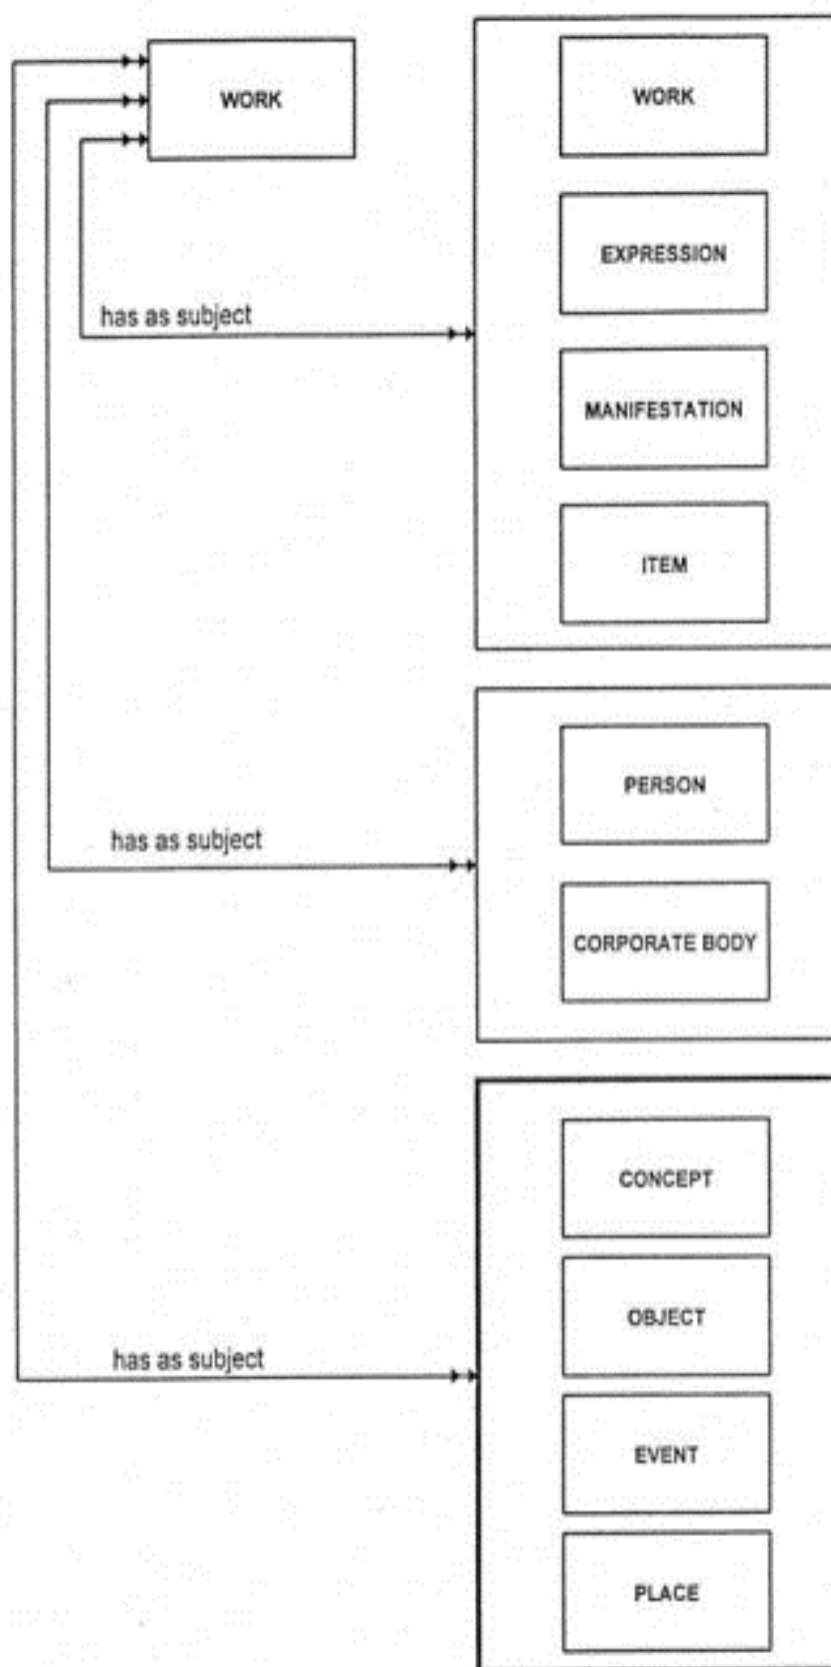 WORK
WORK
EXPRESSION
has as subject
MANIFESTATION
ITEM
PERSON
has as subject
CORPORATE BODY
CONCEPT
OBJECT
has as subject
EVENT
PLACE